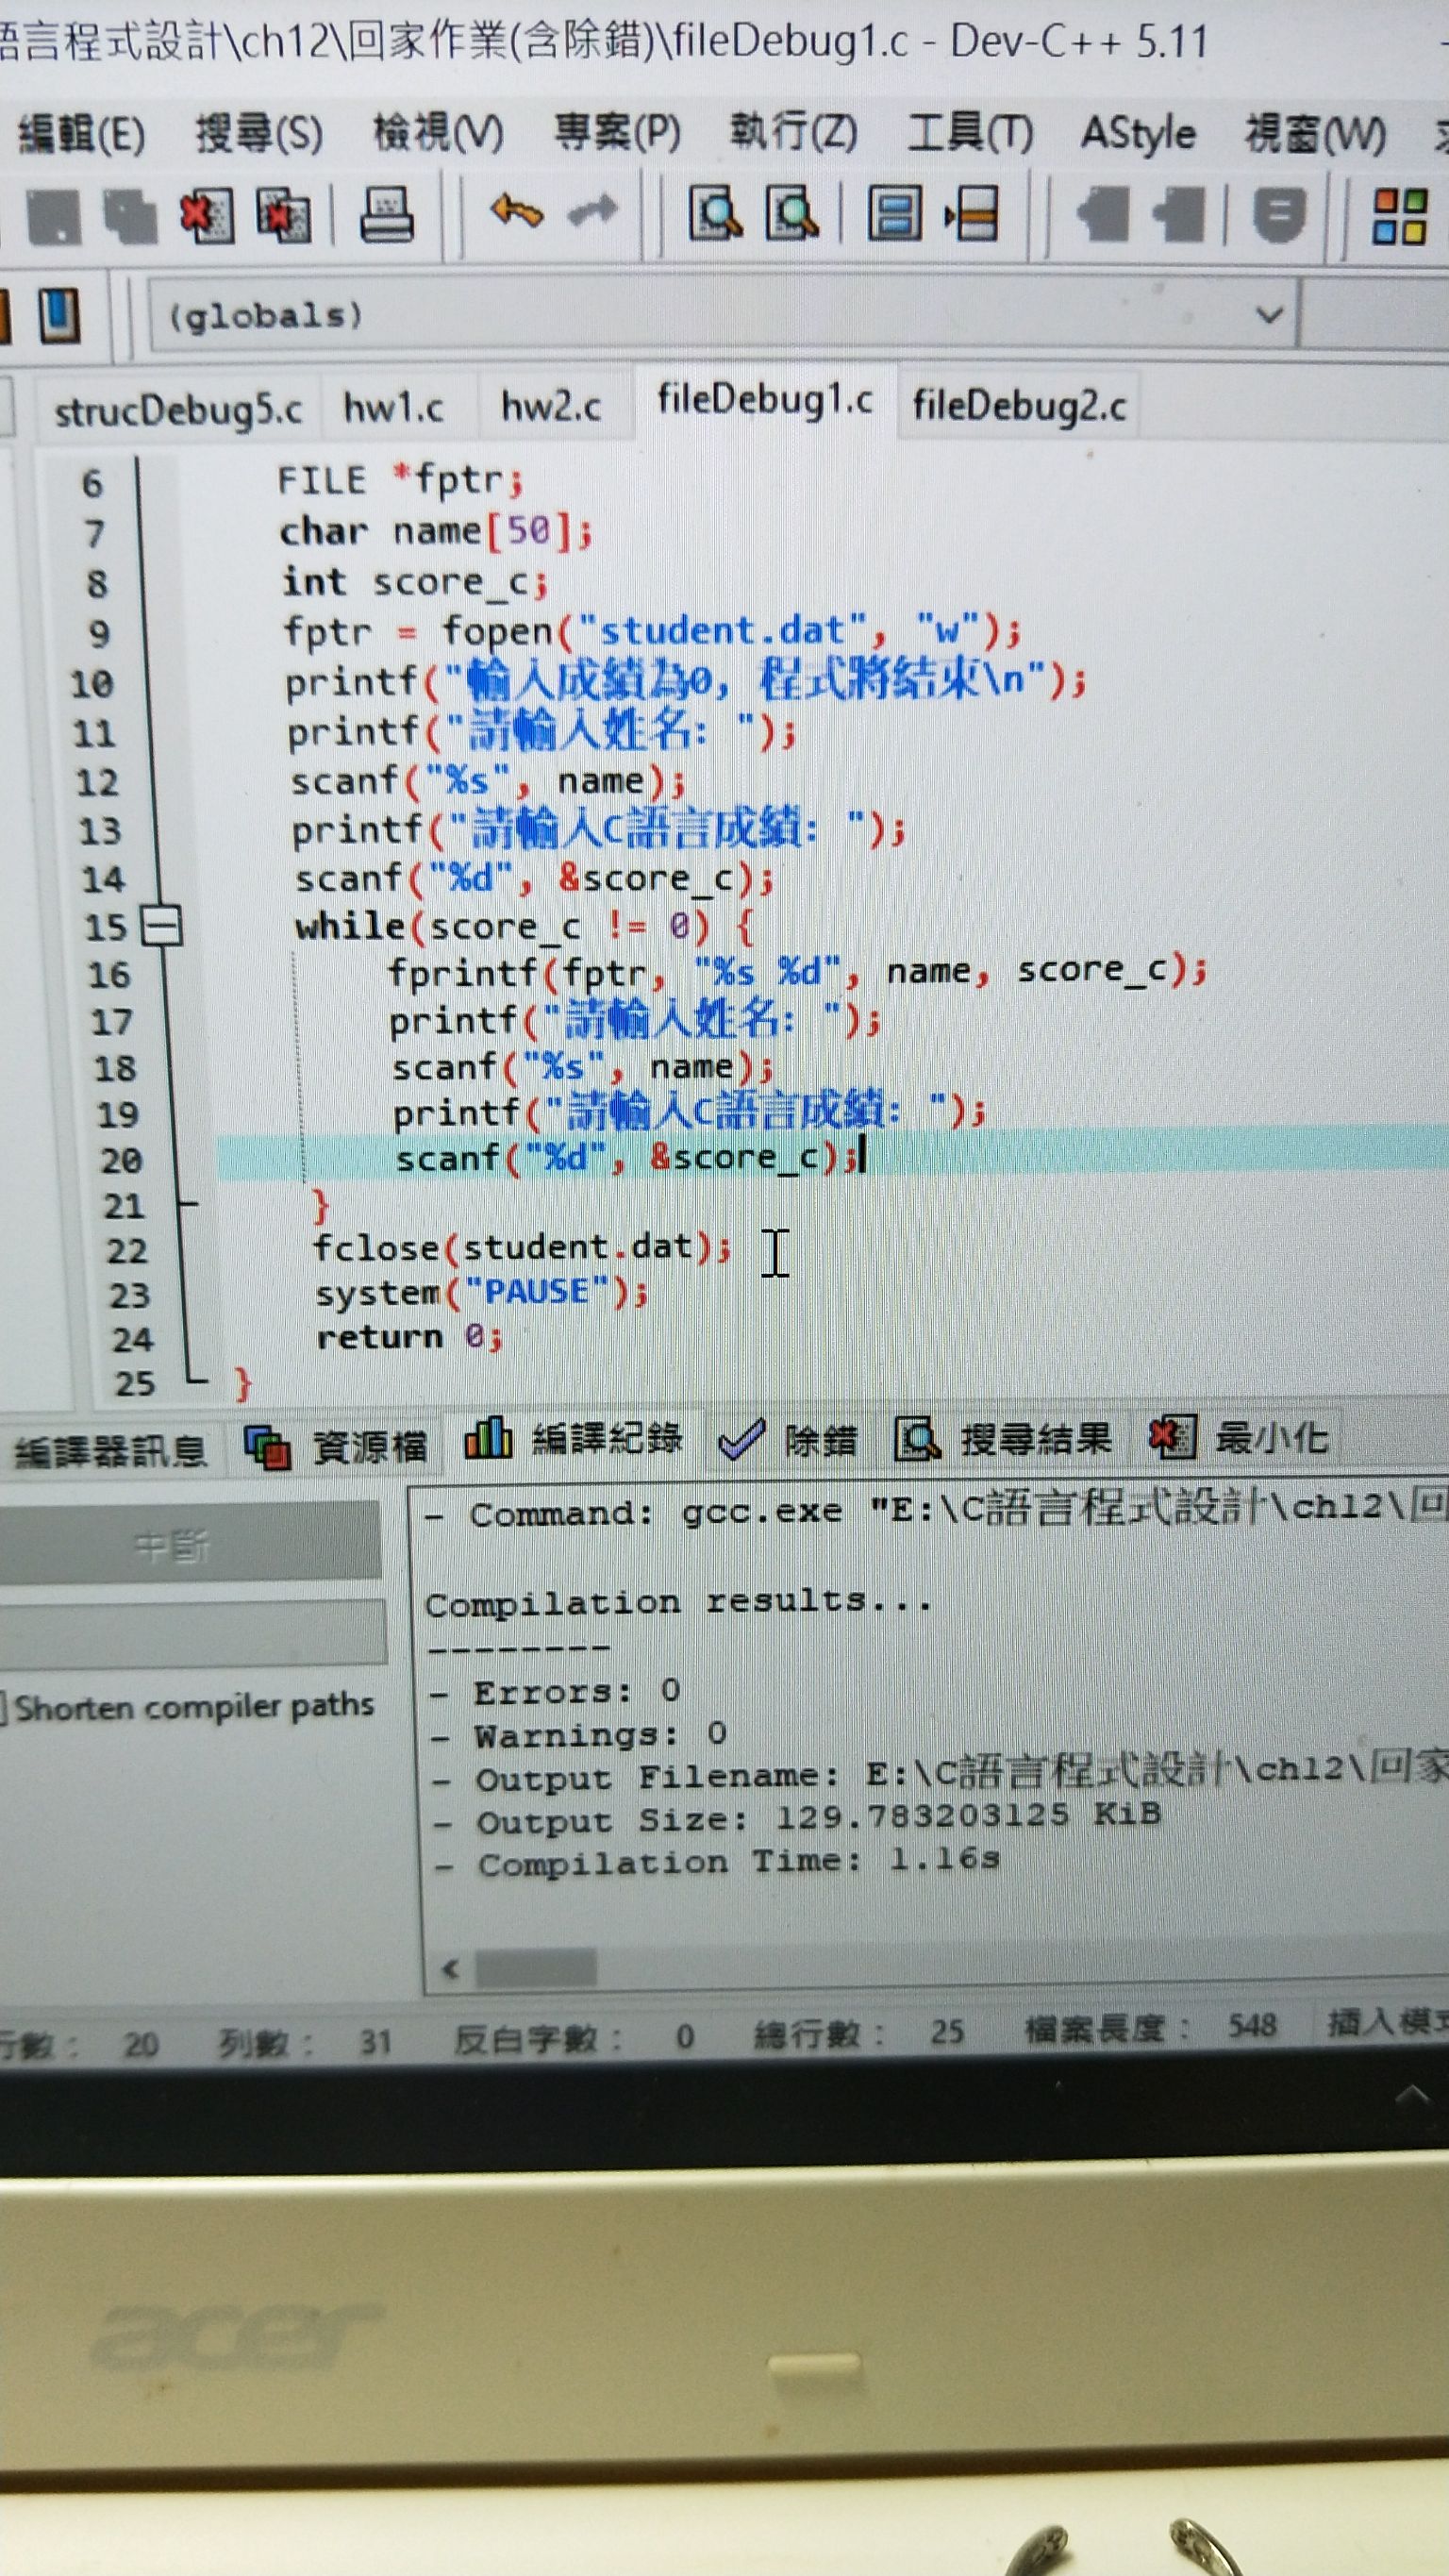 語言程式設計\ch12\回家作業(含除錯)\fileDebug1.c - Dev-C++ 5.11
編輯(E) 搜尋(S) 檢視(V) 專案(P) 執行(Z) 工具(T) AStyle 視窗(W)
(globals)
strucDebug5.c hw1.c hw2.c fileDebug1.c fileDebug2.c
6 FILE *fptr;
7 char name[50];
8 int score_c;
9 fptr = fopen("student.dat", "w");
10 printf("輸入成績為0, 程式將結束\n");
11 printf("請輸入姓名: ");
12 scanf("%s", name);
13 printf("請輸入C語言成績: ");
14 scanf("%d", &score_c);
15 while(score_c != 0) {
16 fprintf(fptr, "%s %d", name, score_c);
17 printf("請輸入姓名: ");
18 scanf("%s", name);
19 printf("請輸入C語言成績: ");
20 scanf("%d", &score_c);
21 }
22 fclose(student.dat);
23 system("PAUSE");
24 return 0;
25 }
編譯器訊息 資源檔 編譯紀錄 除錯 搜尋結果 最小化
中斷
Shorten compiler paths
- Command: gcc.exe "E:\C語言程式設計\ch12\回
Compilation results...
--------
- Errors: 0
- Warnings: 0
- Output Filename: E:\C語言程式設計\ch12\回家
- Output Size: 129.783203125 KiB
- Compilation Time: 1.16s
行數: 20 列數: 31 反白字數: 0 總行數: 25 檔案長度: 548 插入模式
acer